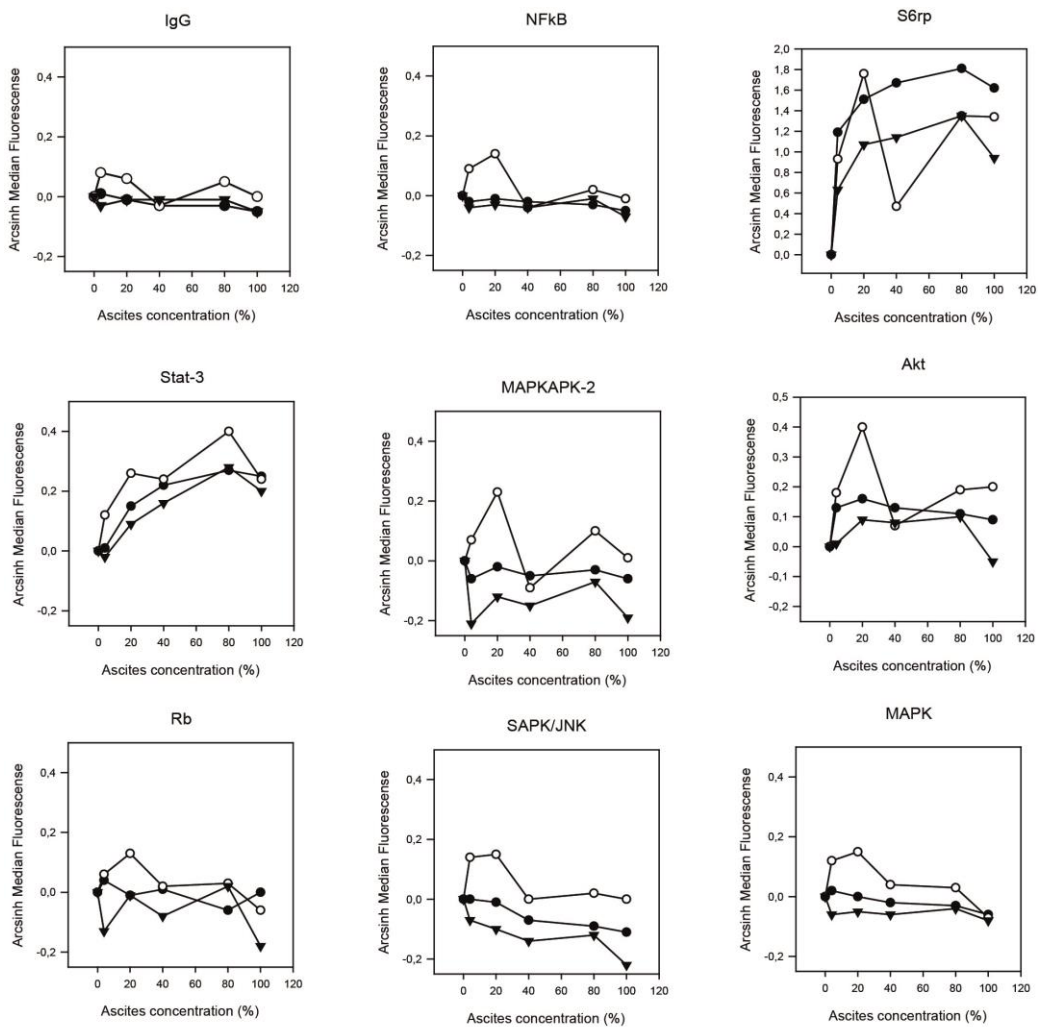 IgG
Arcsinh Median Fluorescense
0,4
0,2
0,0
-0,2
0 20 40 60 80 100 120
Ascites concentration (%)
NFkB
Arcsinh Median Fluorescense
0,4
0,2
0,0
-0,2
0 20 40 60 80 100 120
Ascites concentration (%)
S6rp
Arcsinh Median Fluorescense
2,0
1,8
1,6
1,4
1,2
1,0
0,8
0,6
0,4
0,2
0,0
0 20 40 60 80 100 120
Ascites concentration (%)
Stat-3
Arcsinh Median Fluorescense
0,4
0,2
0,0
-0,2
0 20 40 60 80 100 120
Ascites concentration (%)
MAPKAPK-2
Arcsinh Median Fluorescense
0,4
0,2
0,0
-0,2
0 20 40 60 80 100 120
Ascites concentration (%)
Akt
Arcsinh Median Fluorescense
0,5
0,4
0,3
0,2
0,1
0,0
-0,1
-0,2
0 20 40 60 80 100 120
Ascites concentration (%)
Rb
Arcsinh Median Fluorescense
0,4
0,2
0,0
-0,2
0 20 40 60 80 100 120
Ascites concentration (%)
SAPK/JNK
Arcsinh Median Fluorescense
0,4
0,2
0,0
-0,2
0 20 40 60 80 100 120
Ascites concentration (%)
MAPK
Arcsinh Median Fluorescense
0,4
0,2
0,0
-0,2
0 20 40 60 80 100 120
Ascites concentration (%)